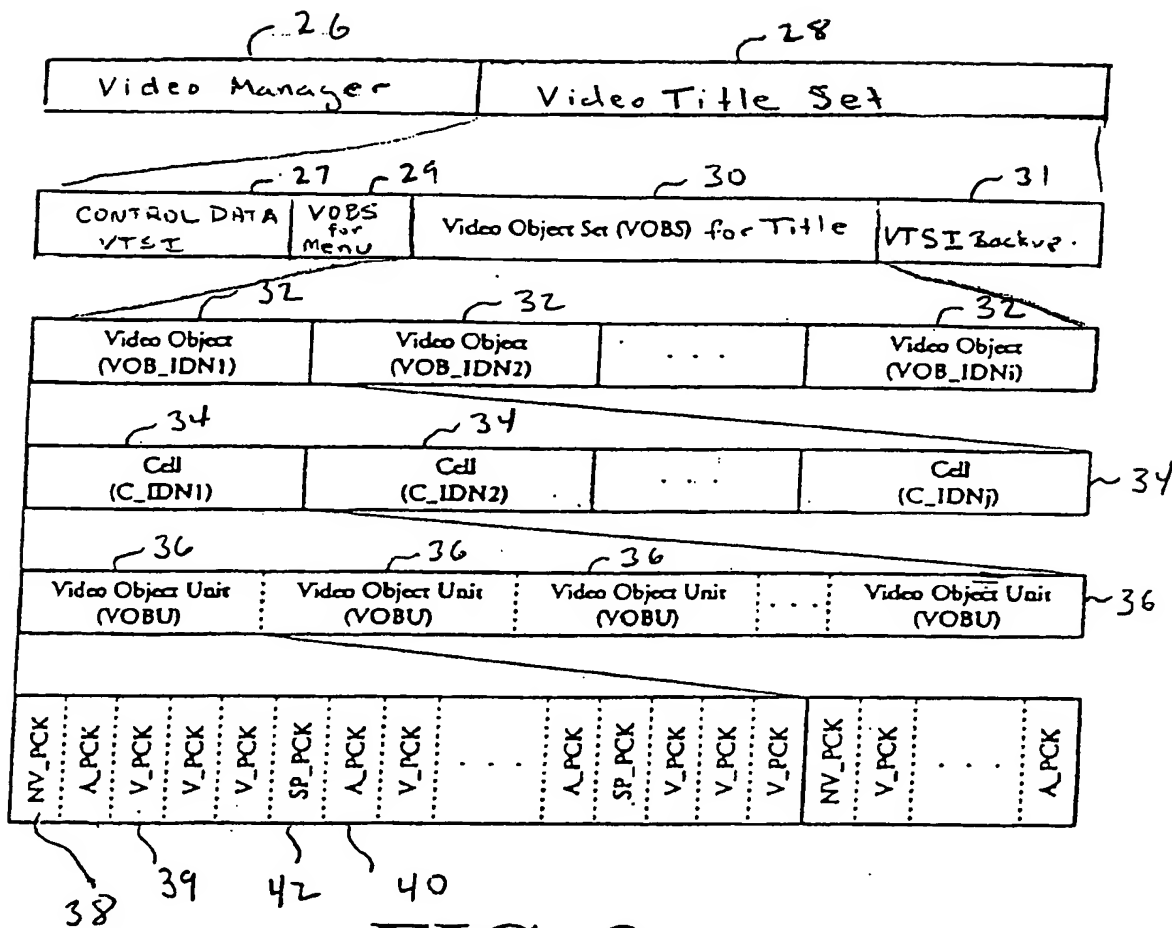 26 28
Video Manager Video Title Set
27 29 30 31
CONTROL DATA VTSI VOBS for Menu Video Object Set (VOBS) for Title VTSI Backup.
32 32 32
Video Object (VOB_IDN1) Video Object (VOB_IDN2) . . . Video Object (VOB_IDNi)
34 34
Cell (C_IDN1) Cell (C_IDN2) . . . Cell (C_IDNj) 34
36 36 36
Video Object Unit (VOBU) Video Object Unit (VOBU) Video Object Unit (VOBU) . . . Video Object Unit (VOBU) 36
NV_PCK A_PCK V_PCK V_PCK V_PCK SP_PCK A_PCK V_PCK . . . . A_PCK SP_PCK V_PCK V_PCK V_PCK NV_PCK V_PCK . . . . A_PCK
38 39 42 40